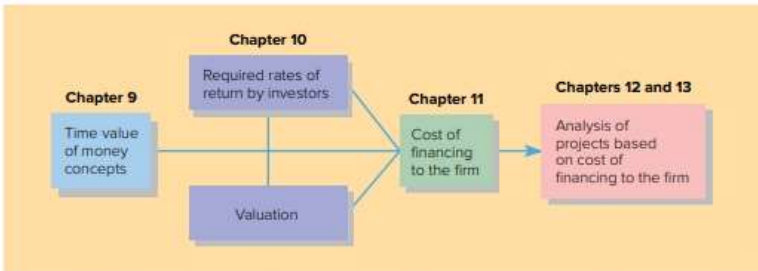 Chapter 9
Time value
of money
concepts
Chapter 10
Required rates of
return by investors
Valuation
Chapter 11
Cost of
financing
to the firm
Chapters 12 and 13
Analysis of
projects based
on cost of
financing to the firm